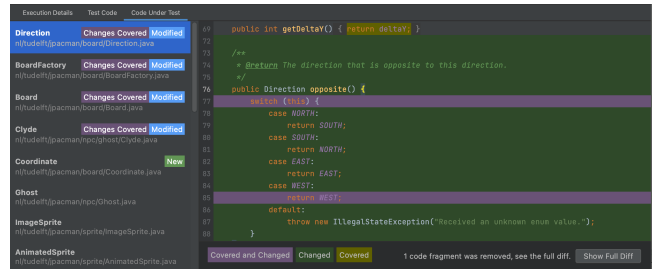 Execution Details Test Code Code Under Test
Direction Changes Covered Modified
nl/tudelft/jpacman/board/Direction.java
BoardFactory Changes Covered Modified
nl/tudelft/jpacman/board/BoardFactory.java
Board Changes Covered Modified
nl/tudelft/jpacman/board/Board.java
Clyde Changes Covered Modified
nl/tudelft/jpacman/npc/ghost/Clyde.java
Coordinate New
nl/tudelft/jpacman/board/Coordinate.java
Ghost
nl/tudelft/jpacman/npc/Ghost.java
ImageSprite
nl/tudelft/jpacman/sprite/ImageSprite.java
AnimatedSprite
nl/tudelft/jpacman/sprite/AnimatedSprite.java
69 public int getDeltaY() { return deltaY; }
72
73 /**
74 * @return The direction that is opposite to this direction.
75 */
76 public Direction opposite() {
77 switch (this) {
78 case NORTH:
79 return SOUTH;
80 case SOUTH:
81 return NORTH;
82 case EAST:
83 return EAST;
84 case WEST:
85 return WEST;
86 default:
87 throw new IllegalStateException("Received an unknown enum value.");
88 }
Covered and Changed Changed Covered 1 code fragment was removed, see the full diff. Show Full Diff